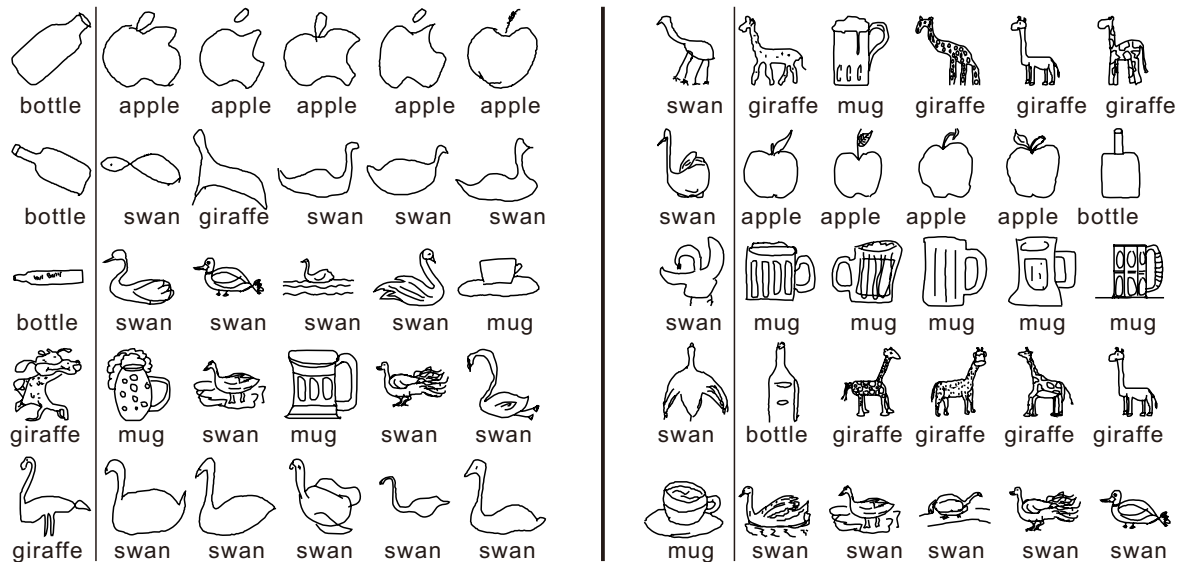 bottle apple apple apple apple apple
bottle swan giraffe swan swan swan
bottle swan swan swan swan mug
giraffe mug swan mug swan swan
giraffe swan swan swan swan swan
swan giraffe mug giraffe giraffe giraffe
swan apple apple apple apple bottle
swan mug mug mug mug mug
swan bottle giraffe giraffe giraffe giraffe
mug swan swan swan swan swan